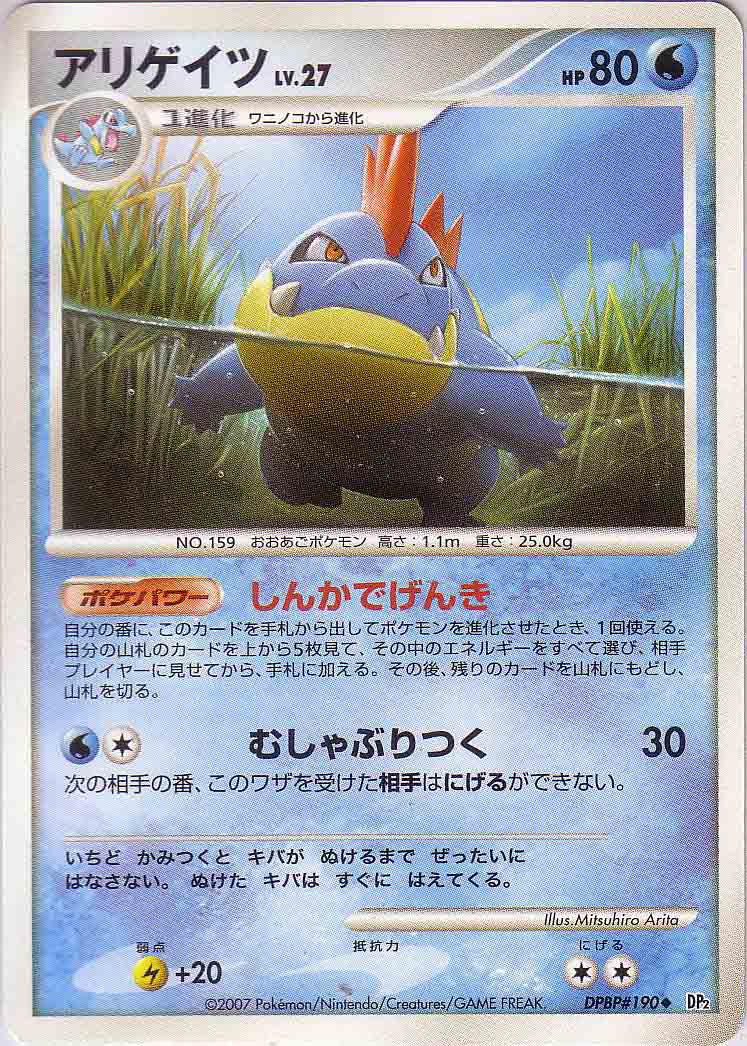 アリゲイツ LV.27 HP 80
1進化 ワニノコから進化
NO.159 おおあごポケモン 高さ:1.1m 重さ:25.0kg
ポケパワー しんかでげんき
自分の番に、このカードを手札から出してポケモンを進化させたとき、1回使える。
自分の山札のカードを上から5枚見て、その中のエネルギーをすべて選び、相手
プレイヤーに見せてから、手札に加える。その後、残りのカードを山札にもどし、
山札を切る。
むしゃぶりつく 30
次の相手の番、このワザを受けた相手はにげるができない。
いちど かみつくと キバが ぬけるまで ぜったいに
はなさない。 ぬけた キバは すぐに はえてくる。
Illus.Mitsuhiro Arita
弱点 抵抗力 にげる
+20
©2007 Pokémon/Nintendo/Creatures/GAME FREAK. DPBP#190◆ DP2